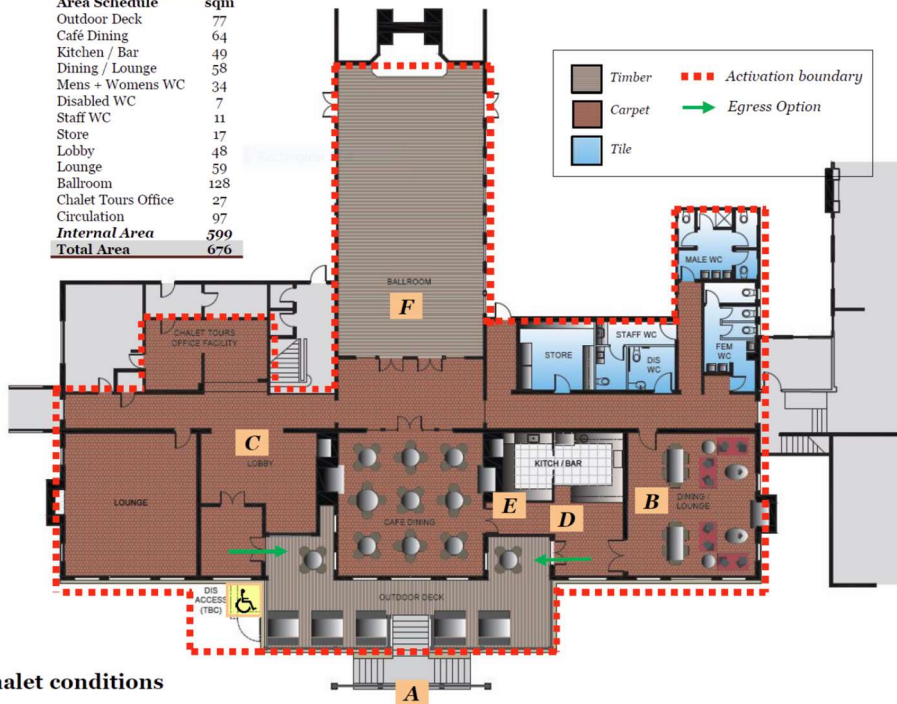 Area Schedule sqm
Outdoor Deck 77
Café Dining 64
Kitchen / Bar 49
Dining / Lounge 58
Mens + Womens WC 34
Disabled WC 7
Staff WC 11
Store 17
Lobby 48
Lounge 59
Ballroom 128
Chalet Tours Office 27
Circulation 97
Internal Area 599
Total Area 676
Timber
Activation boundary
Carpet
Egress Option
Tile
MALE WC
BALLROOM
F
CHALET TOURS
OFFICE FACILITY
STAFF WC
STORE
DIS
WC
FEM
WC
C
LOBBY
KITCH / BAR
LOUNGE
E
D
B
DINING /
LOUNGE
CAFE DINING
DIS
ACCESS
(TBC)
OUTDOOR DECK
halet conditions
A